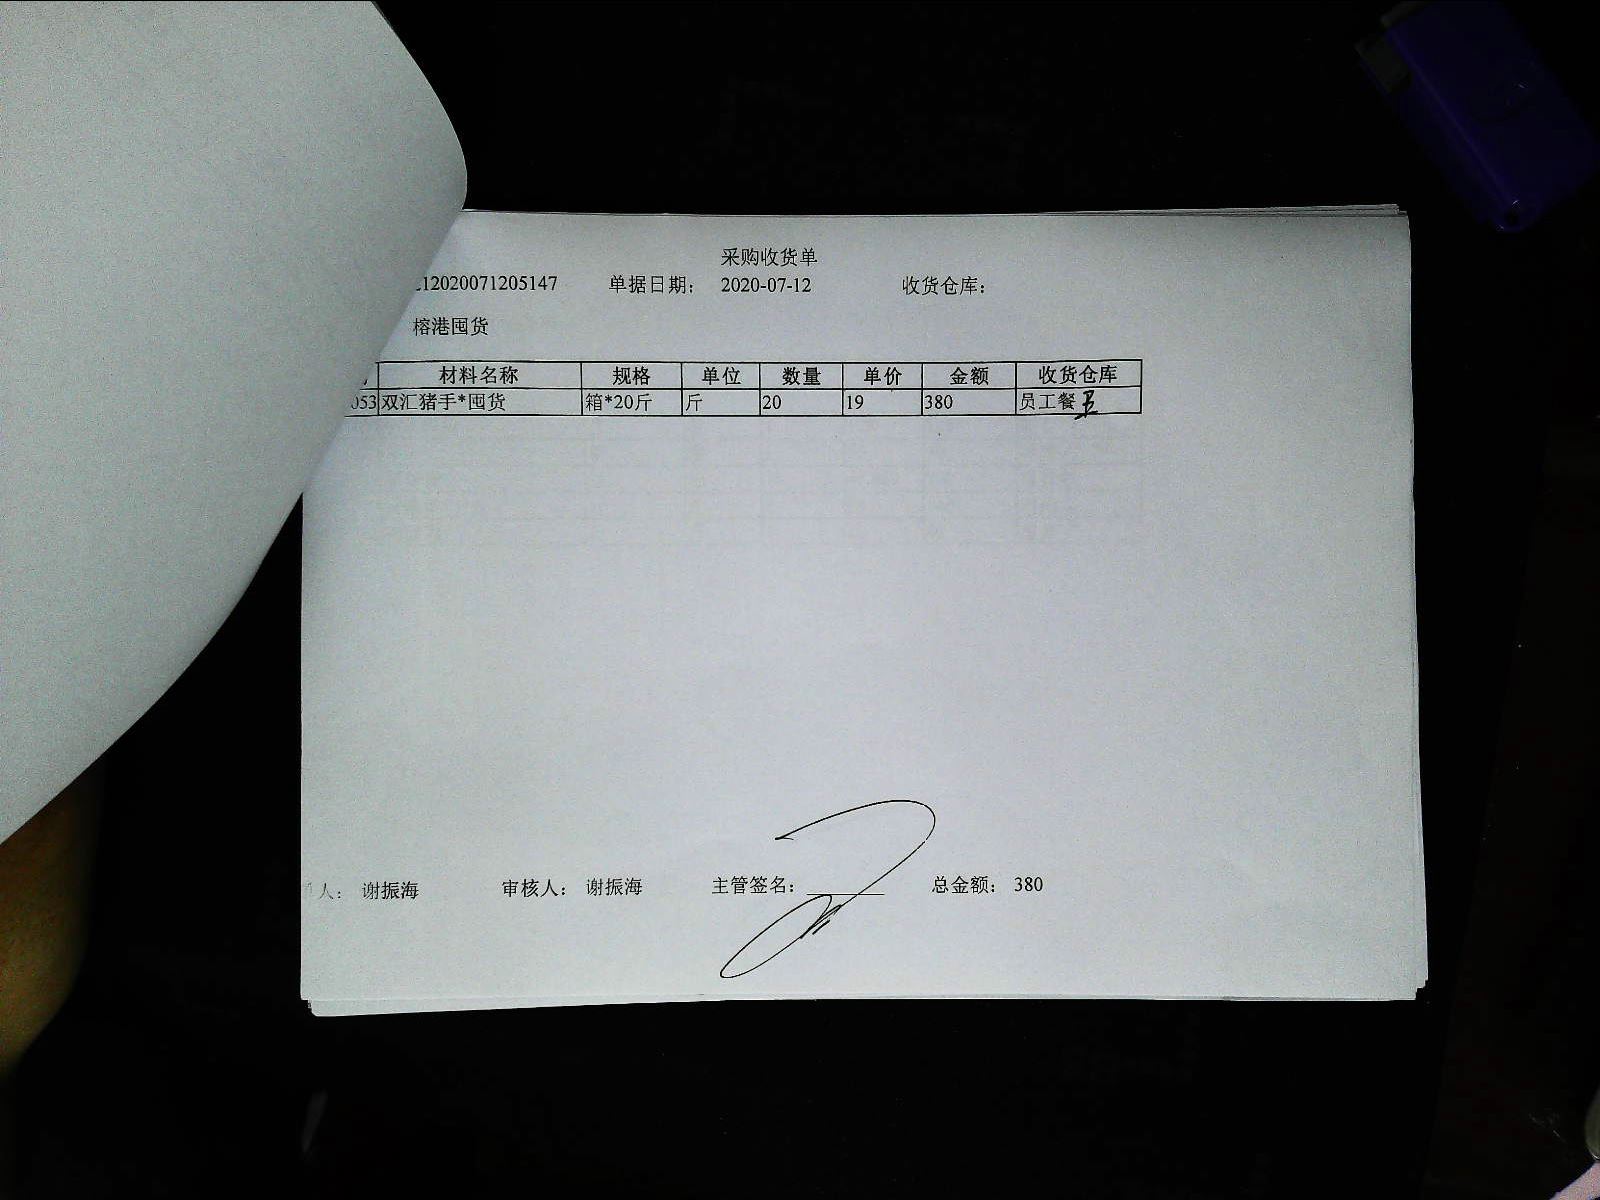 采购收货单
12020071205147 单据日期： 2020-07-12 收货仓库：
榕港囤货
材料名称 规格 单位 数量 单价 金额 收货仓库
053 双汇猪手*囤货 箱*20斤 斤 20 19 380 员工餐
人： 谢振海 审核人： 谢振海 主管签名： 总金额： 380